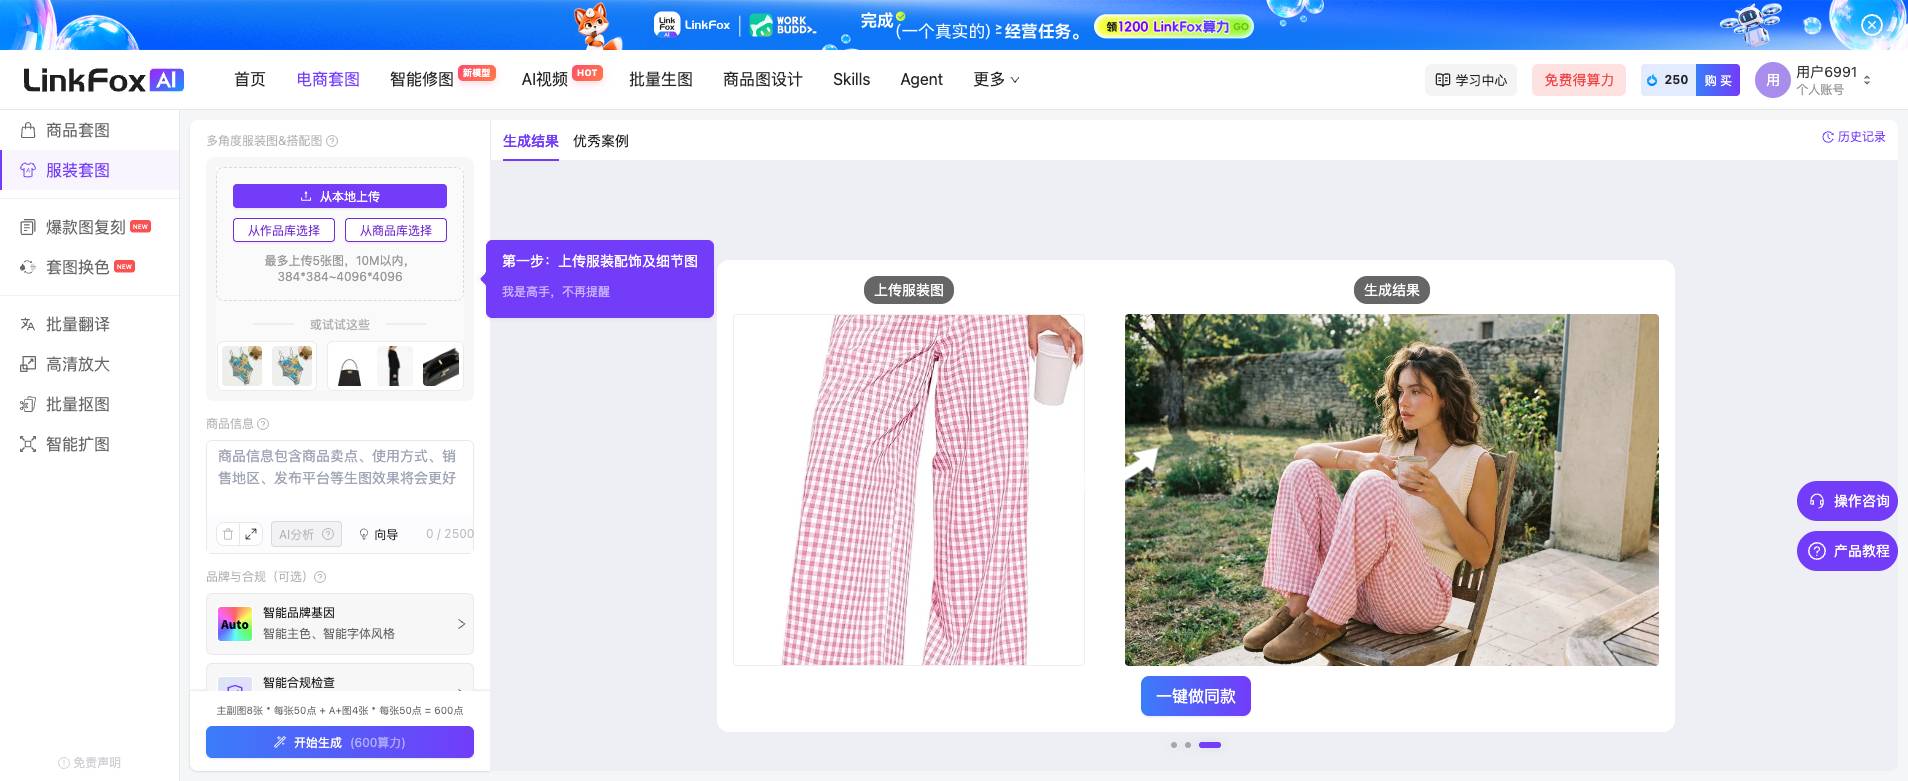 Link Fox AI LinkFox | WORK BUDD>_ 完成 (一个真实的) 经营任务。 领1200 LinkFox算力 GO
LinkFox AI 首页 电商套图 智能修图 新模型 AI视频 HOT 批量生图 商品图设计 Skills Agent 更多 学习中心 免费得算力 250 购买 用 用户6991
个人账号
商品套图
服装套图
爆款图复刻 NEW
套图换色 NEW
批量翻译
高清放大
批量抠图
智能扩图
免责声明
多角度服装图&搭配图
从本地上传
从作品库选择 从商品库选择
最多上传5张图，10M以内，
384*384~4096*4096
或试试这些
商品信息
商品信息包含商品卖点、使用方式、销
售地区、发布平台等生图效果将会更好
AI分析 向导 0 / 2500
品牌与合规（可选）
Auto 智能品牌基因
智能主色、智能字体风格
智能合规检查
主副图8张 * 每张50点 + A+图4张 * 每张50点 = 600点
开始生成 (600算力)
生成结果 优秀案例 历史记录
第一步：上传服装配饰及细节图
我是高手，不再提醒
上传服装图 生成结果
一键做同款
操作咨询
产品教程